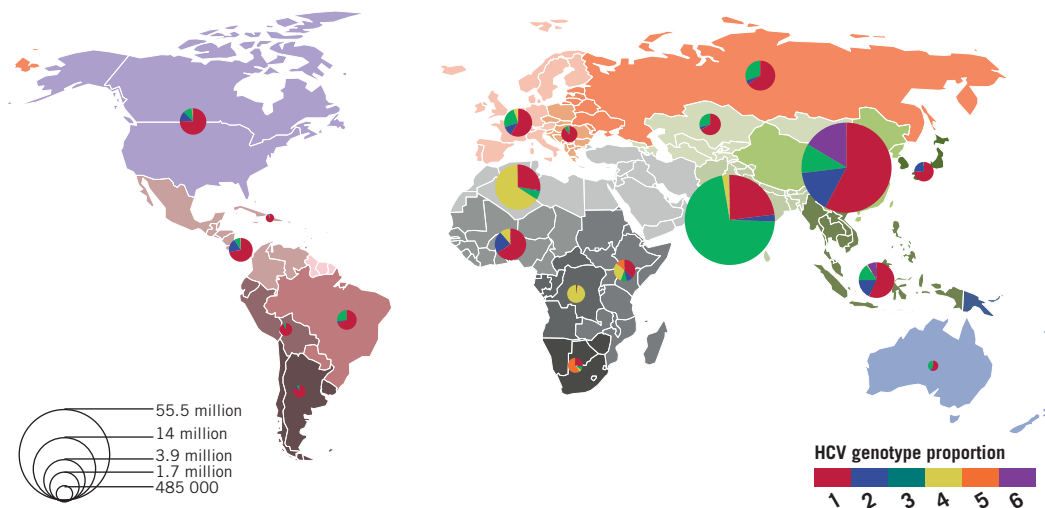 55.5 million
14 million
3.9 million
1.7 million
485 000
HCV genotype proportion
1 2 3 4 5 6